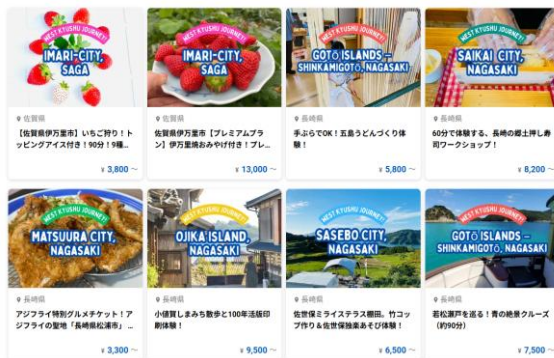 WEST KYUSHU JOURNEY!
IMARI-CITY,
SAGA
佐賀県
【佐賀県伊万里市】いちご狩り！ト
ッピングアイス付き！90分！9種...
¥ 3,800 〜
WEST KYUSHU JOURNEY!
IMARI-CITY,
SAGA
佐賀県
佐賀県伊万里市【プレミアムプラ
ン】伊万里焼おみやげ付き！プレ...
¥ 13,000 〜
WEST KYUSHU JOURNEY!
GOTŌ ISLANDS –
SHINKAMIGOTŌ, NAGASAKI
長崎県
手ぶらでOK！五島うどんづくり体
験！
¥ 5,800 〜
WEST KYUSHU JOURNEY!
SAIKAI CITY,
NAGASAKI
長崎県
60分で体験する、長崎の郷土押し寿
司ワークショップ！
¥ 8,200 〜
WEST KYUSHU JOURNEY!
MATSUURA CITY,
NAGASAKI
長崎県
アジフライ特別グルメチケット！ア
ジフライの聖地「長崎県松浦市」 ...
¥ 3,300 〜
WEST KYUSHU JOURNEY!
OJIKA ISLAND,
NAGASAKI
長崎県
小値賀しまみち散歩と100年活版印
刷体験！
¥ 9,500 〜
WEST KYUSHU JOURNEY!
SASEBO CITY,
NAGASAKI
長崎県
佐世保ミライステラス棚田。竹コッ
プ作り＆佐世保独楽あそび体験！
¥ 6,500 〜
WEST KYUSHU JOURNEY!
GOTŌ ISLANDS –
SHINKAMIGOTŌ, NAGASAKI
長崎県
若松瀬戸を巡る！青の絶景クルーズ
（約90分）
¥ 7,500 〜